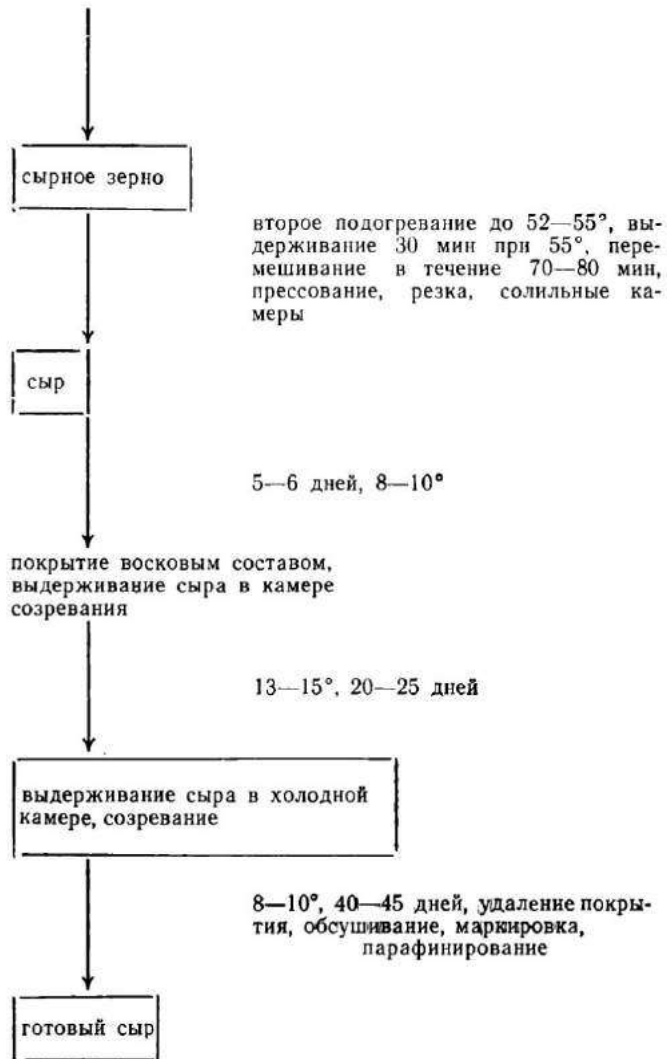 сырное зерно
второе подогревание до 52—55°, вы-
держивание 30 мин при 55°, пере-
мешивание в течение 70—80 мин,
прессование, резка, солильные ка-
меры
сыр
5—6 дней, 8—10°
покрытие восковым составом,
выдерживание сыра в камере
созревания
13—15°, 20—25 дней
выдерживание сыра в холодной
камере, созревание
8—10°, 40—45 дней, удаление покры-
тия, обсушивание, маркировка,
парафинирование
готовый сыр